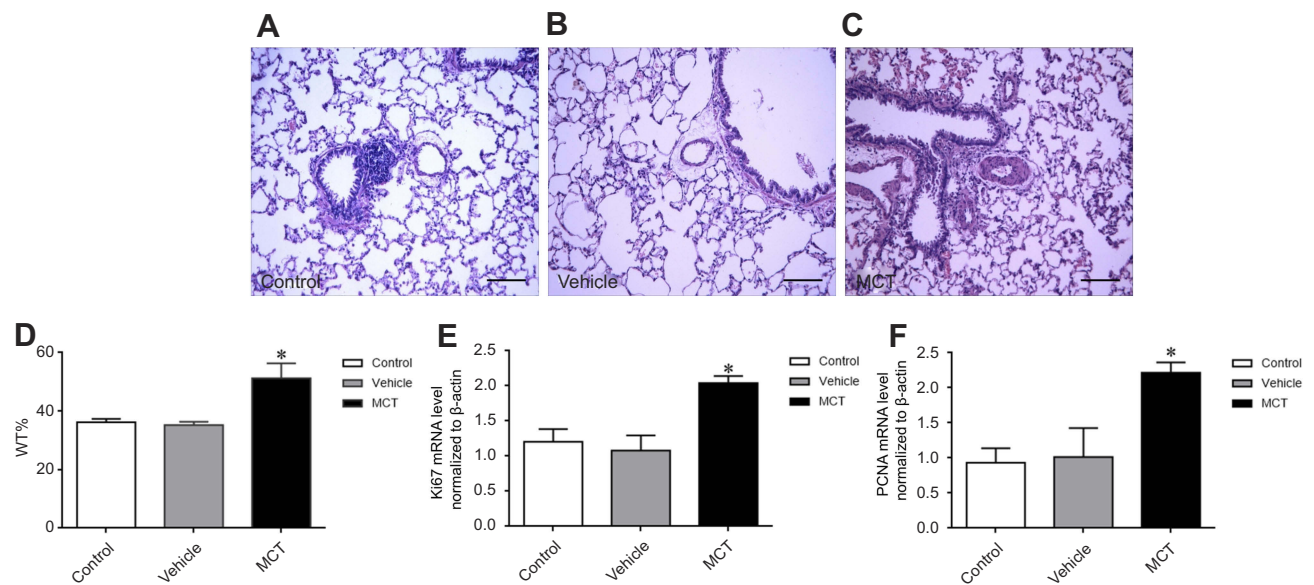 A
B
C
Control
Vehicle
MCT
D
60
40
20
0
WT%
*
Control
Vehicle
MCT
Control
Vehicle
MCT
E
2.5
2.0
1.5
1.0
0.5
0.0
Ki67 mRNA level
normalized to β-actin
*
Control
Vehicle
MCT
Control
Vehicle
MCT
F
2.5
2.0
1.5
1.0
0.5
0.0
PCNA mRNA level
normalized to β-actin
*
Control
Vehicle
MCT
Control
Vehicle
MCT